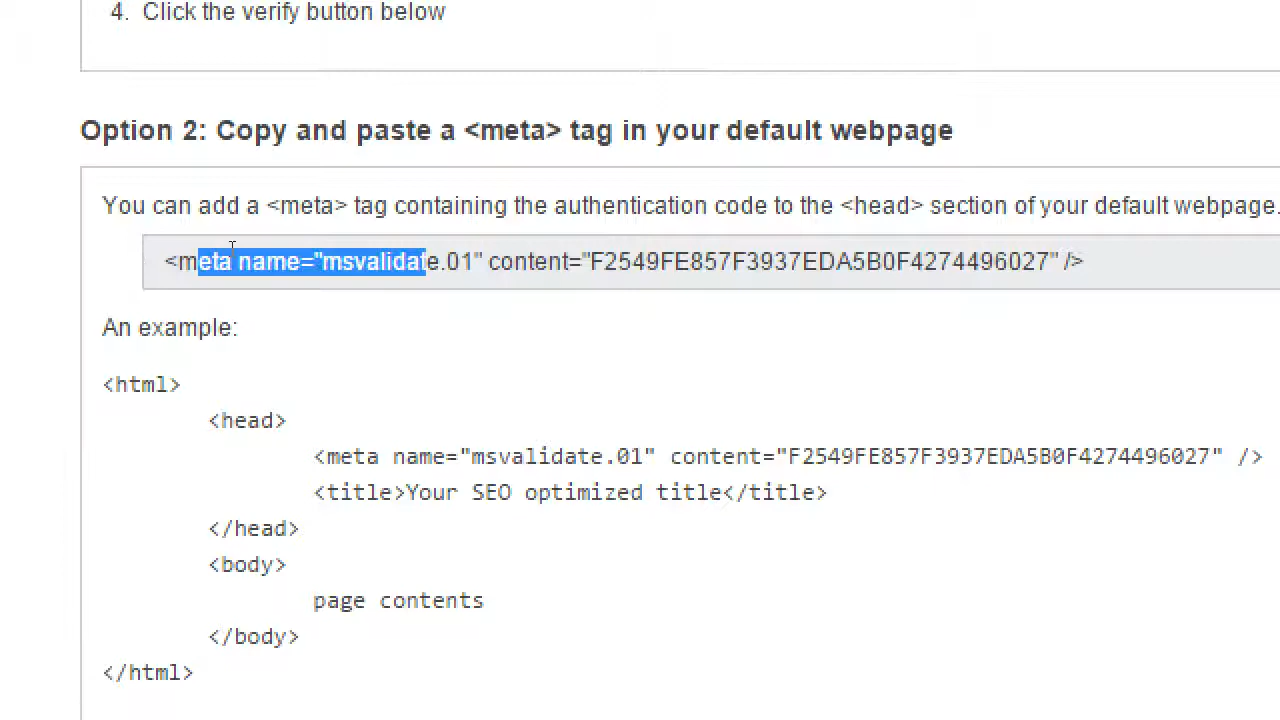 4. Click the verify button below
Option 2: Copy and paste a <meta> tag in your default webpage
You can add a <meta> tag containing the authentication code to the <head> section of your default webpage.
<meta name="msvalidate.01" content="F2549FE857F3937EDA5B0F4274496027" />
An example:
<html>
<head>
<meta name="msvalidate.01" content="F2549FE857F3937EDA5B0F4274496027" />
<title>Your SEO optimized title</title>
</head>
<body>
page contents
</body>
</html>